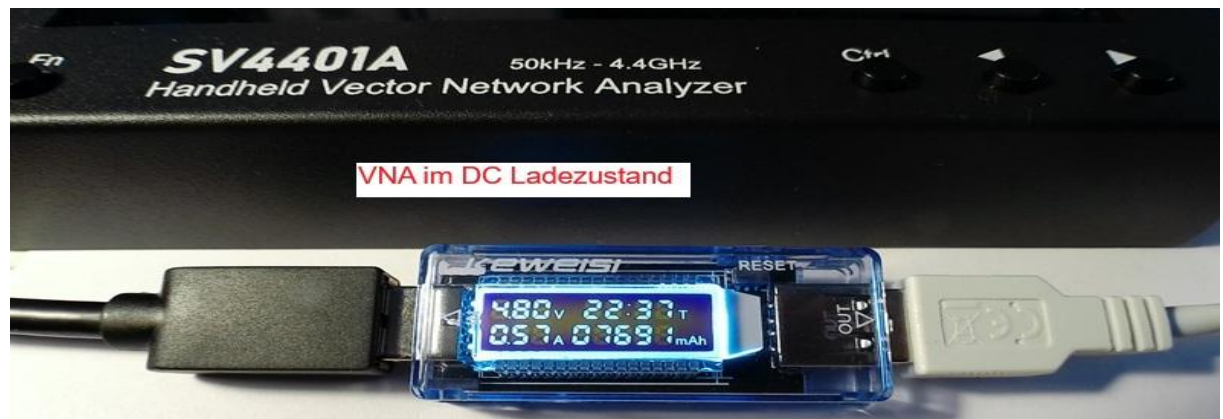 Fn
SV4401A 50kHz - 4.4GHz Ctrl
Handheld Vector Network Analyzer
VNA im DC Ladezustand
KEWEISI RESET
4.80V 22:37T
0.57A 07691mAh
OUT